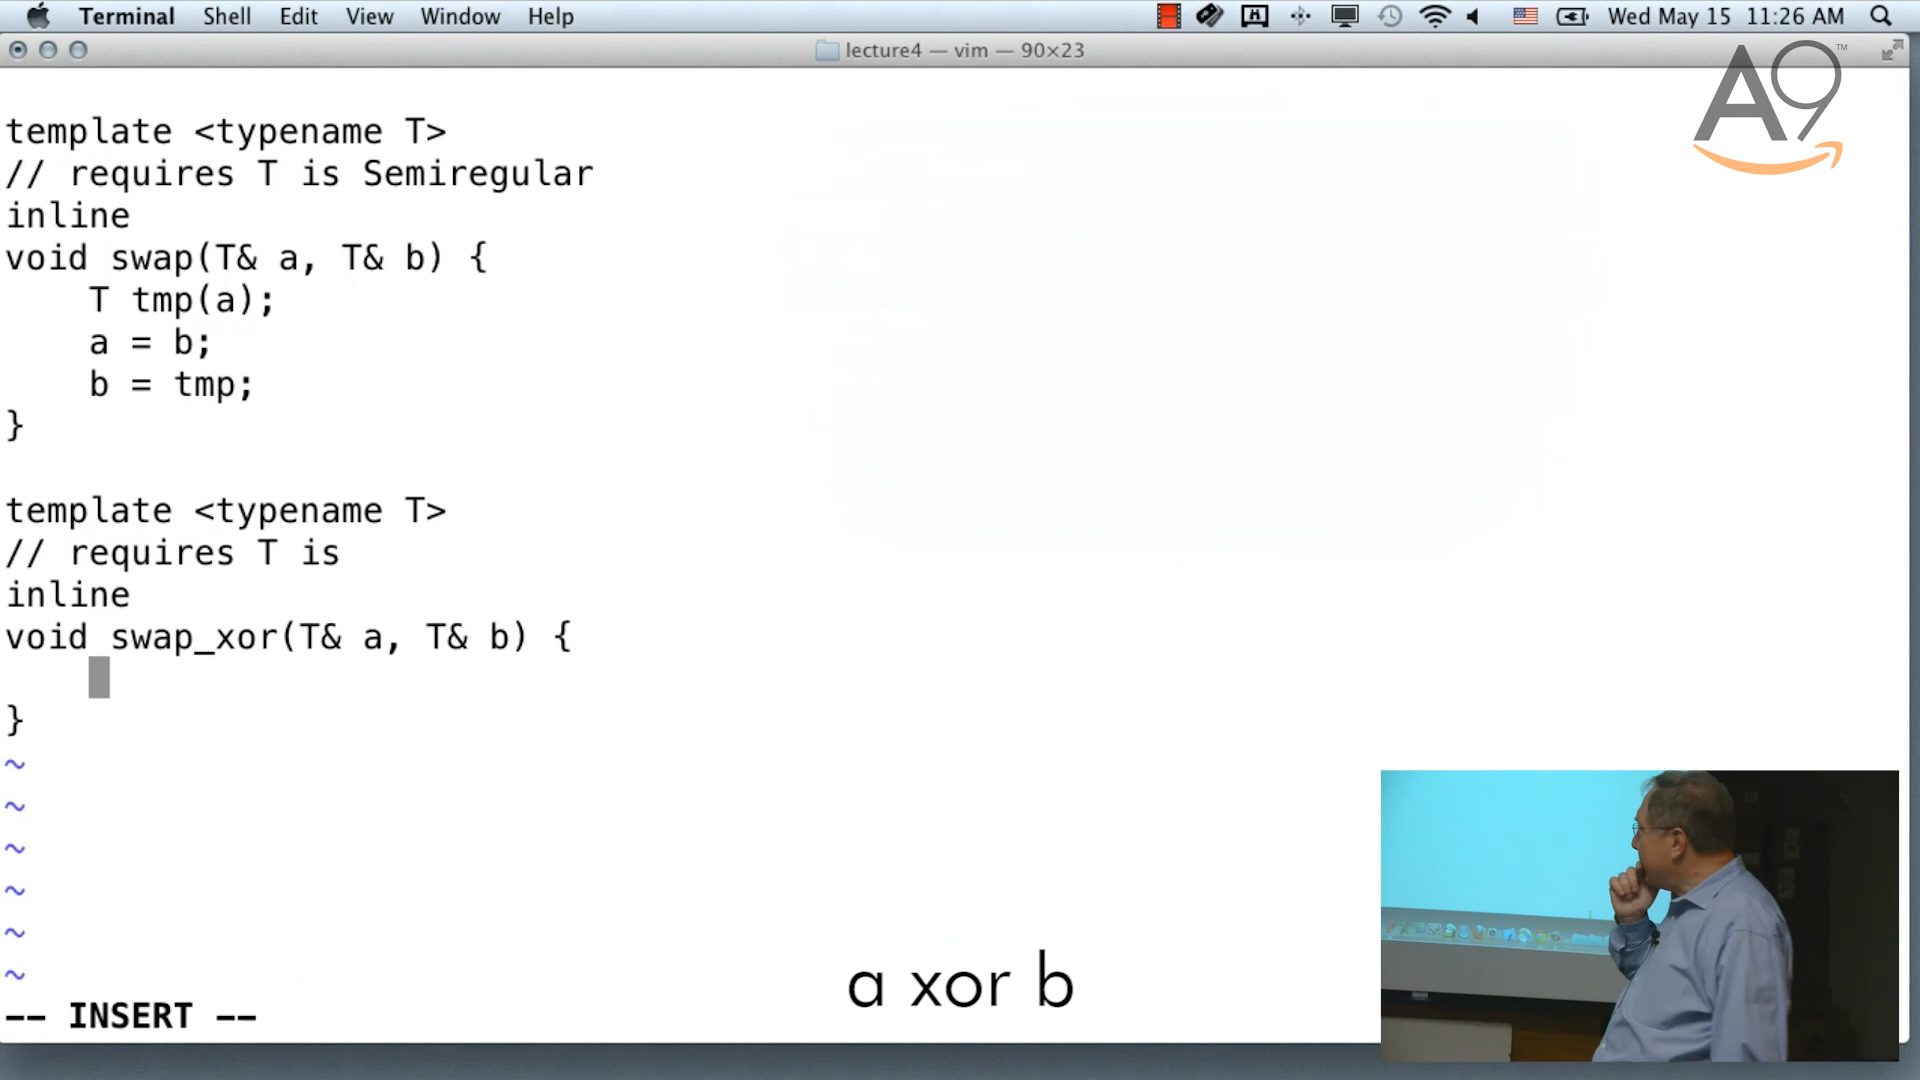 Terminal Shell Edit View Window Help Wed May 15 11:26 AM
lecture4 — vim — 90×23
A9™
template <typename T>
// requires T is Semiregular
inline
void swap(T& a, T& b) {
    T tmp(a);
    a = b;
    b = tmp;
}
template <typename T>
// requires T is
inline
void swap_xor(T& a, T& b) {
}
~
~
~
~
~
~
-- INSERT --
a xor b